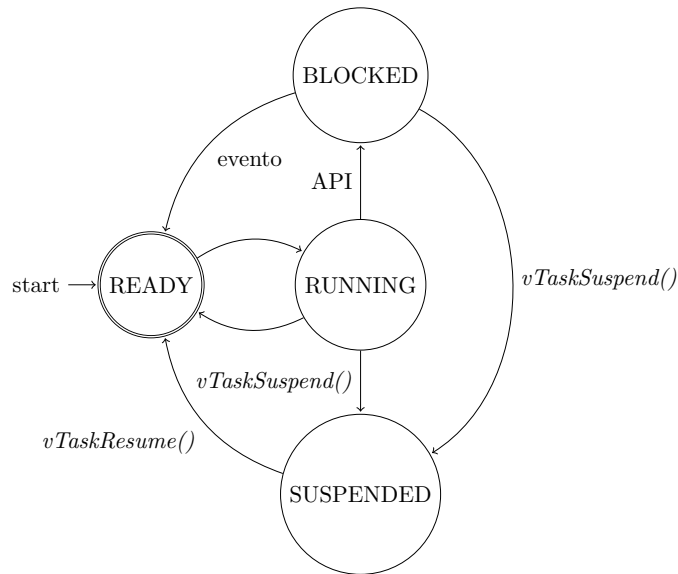 BLOCKED
evento
API
start
READY
RUNNING
vTaskSuspend()
vTaskSuspend()
vTaskResume()
SUSPENDED